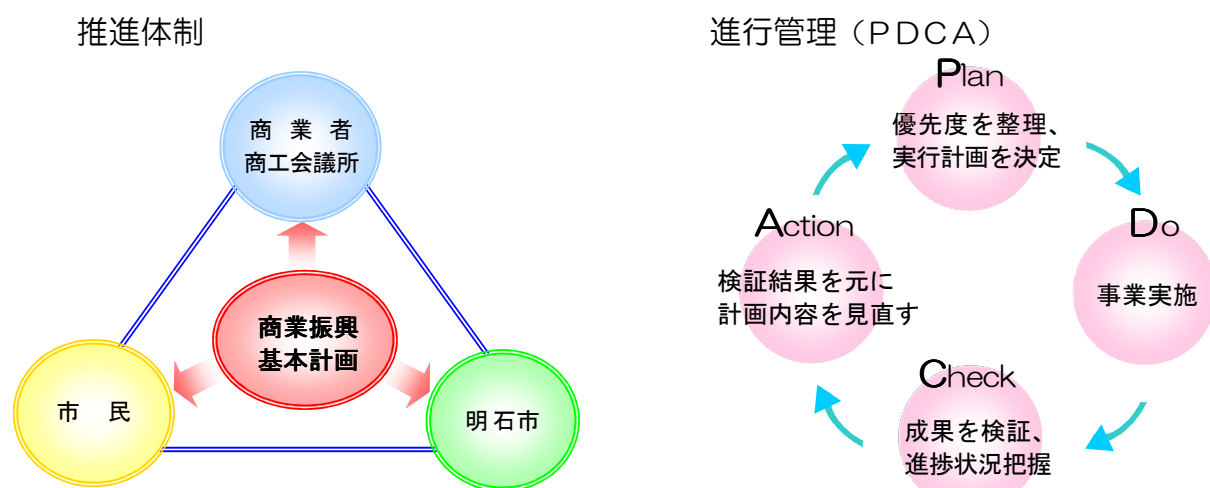 推進体制
商 業 者
商工会議所
商業振興
基本計画
市 民
明石市
進行管理（ＰＤＣＡ）
Plan
優先度を整理、
実行計画を決定
Do
事業実施
Check
成果を検証、
進捗状況把握
Action
検証結果を元に
計画内容を見直す